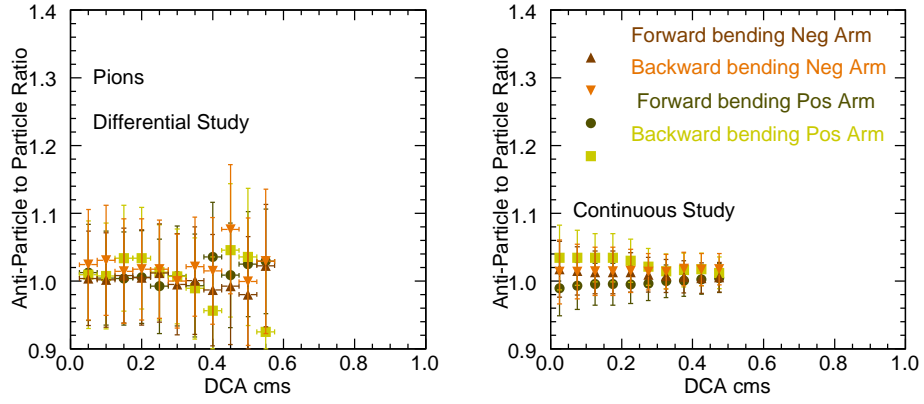 1.4
1.3
1.2
1.1
1.0
0.9
Anti-Particle to Particle Ratio
Pions
Differential Study
0.0 0.2 0.4 0.6 0.8 1.0
DCA cms
1.4
1.3
1.2
1.1
1.0
0.9
Anti-Particle to Particle Ratio
Forward bending Neg Arm
Backward bending Neg Arm
Forward bending Pos Arm
Backward bending Pos Arm
Continuous Study
0.0 0.2 0.4 0.6 0.8 1.0
DCA cms